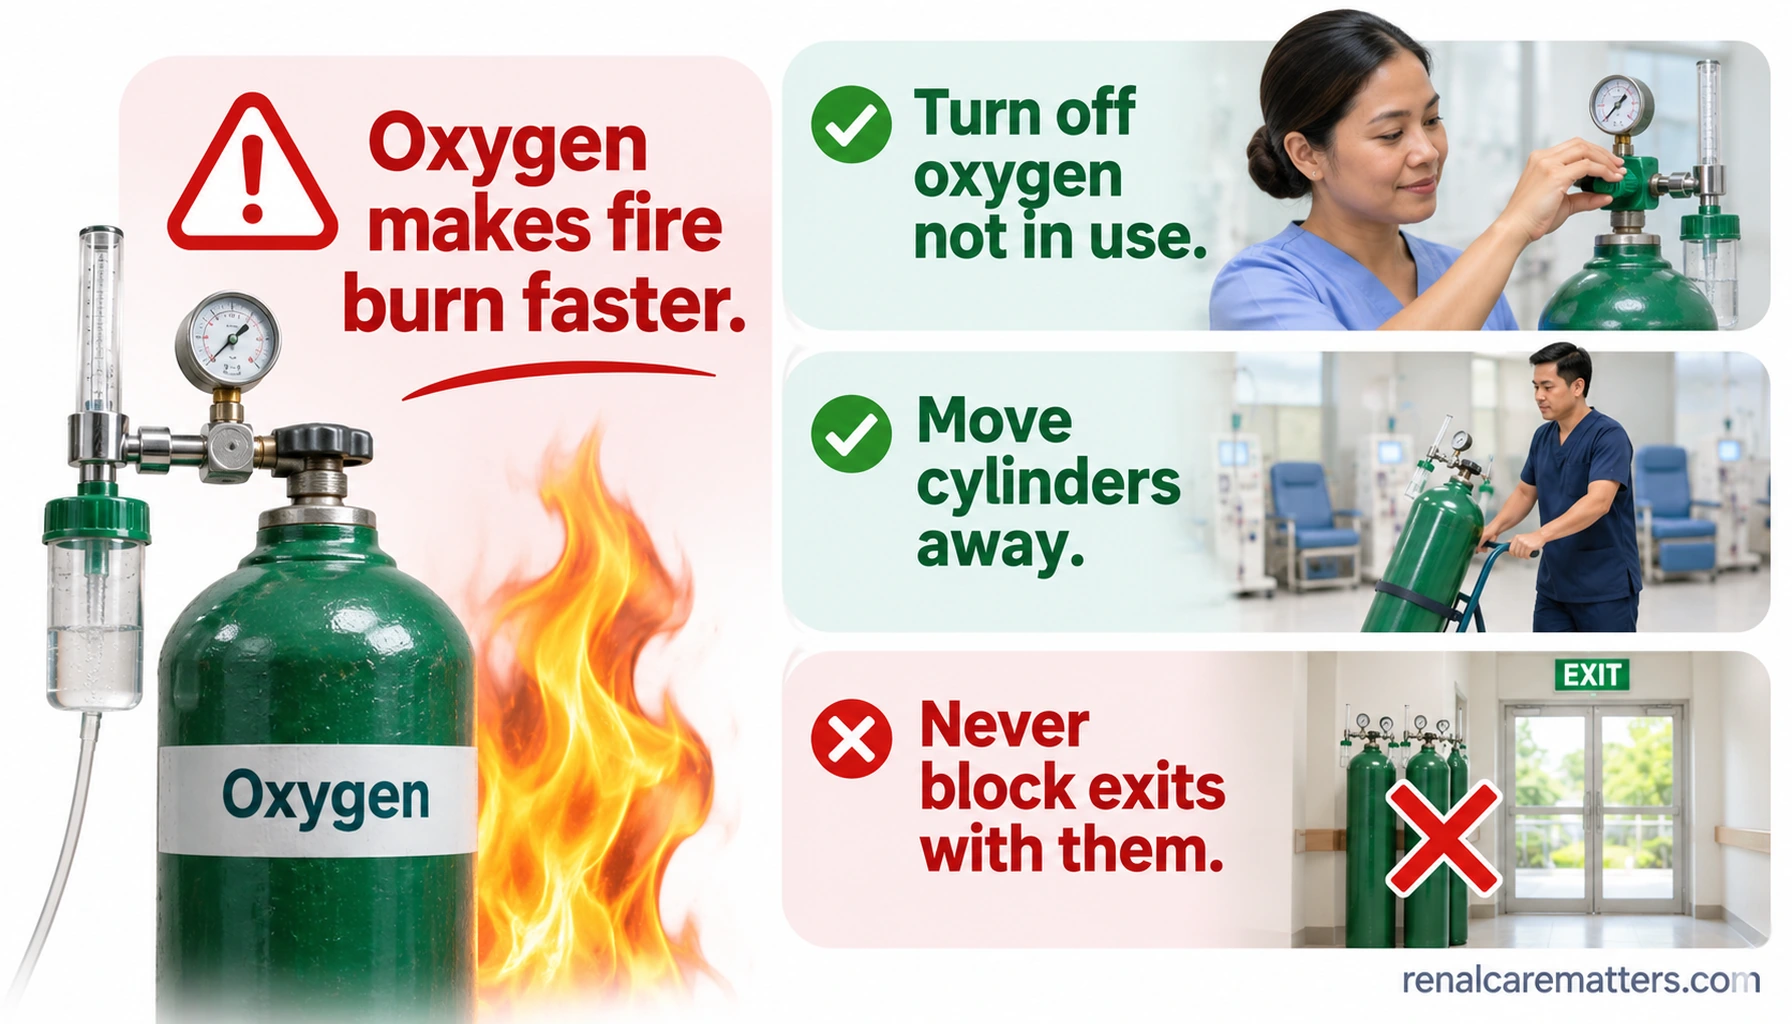 Oxygen
makes fire
burn faster.
Oxygen
Turn off
oxygen
not in use.
Move
cylinders
away.
Never
block exits
with them.
EXIT
renalcarematters.com